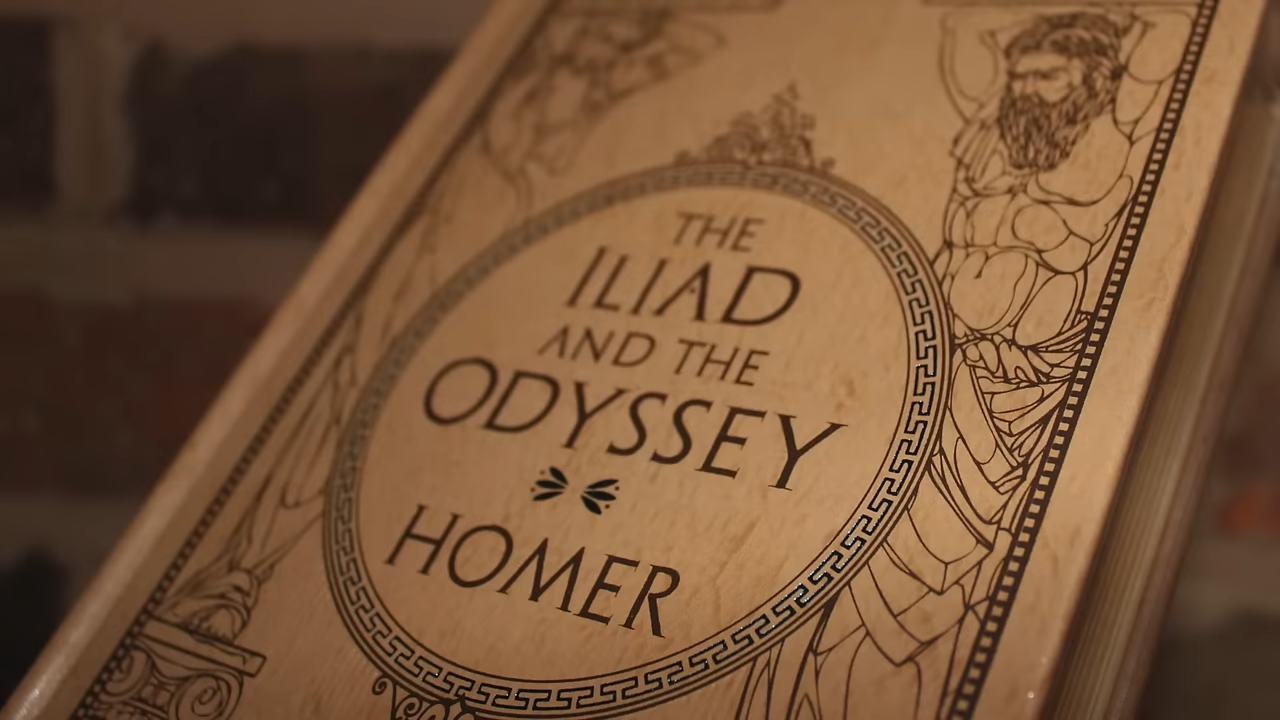 THE
ILIAD
AND THE
ODYSSEY
HOMER